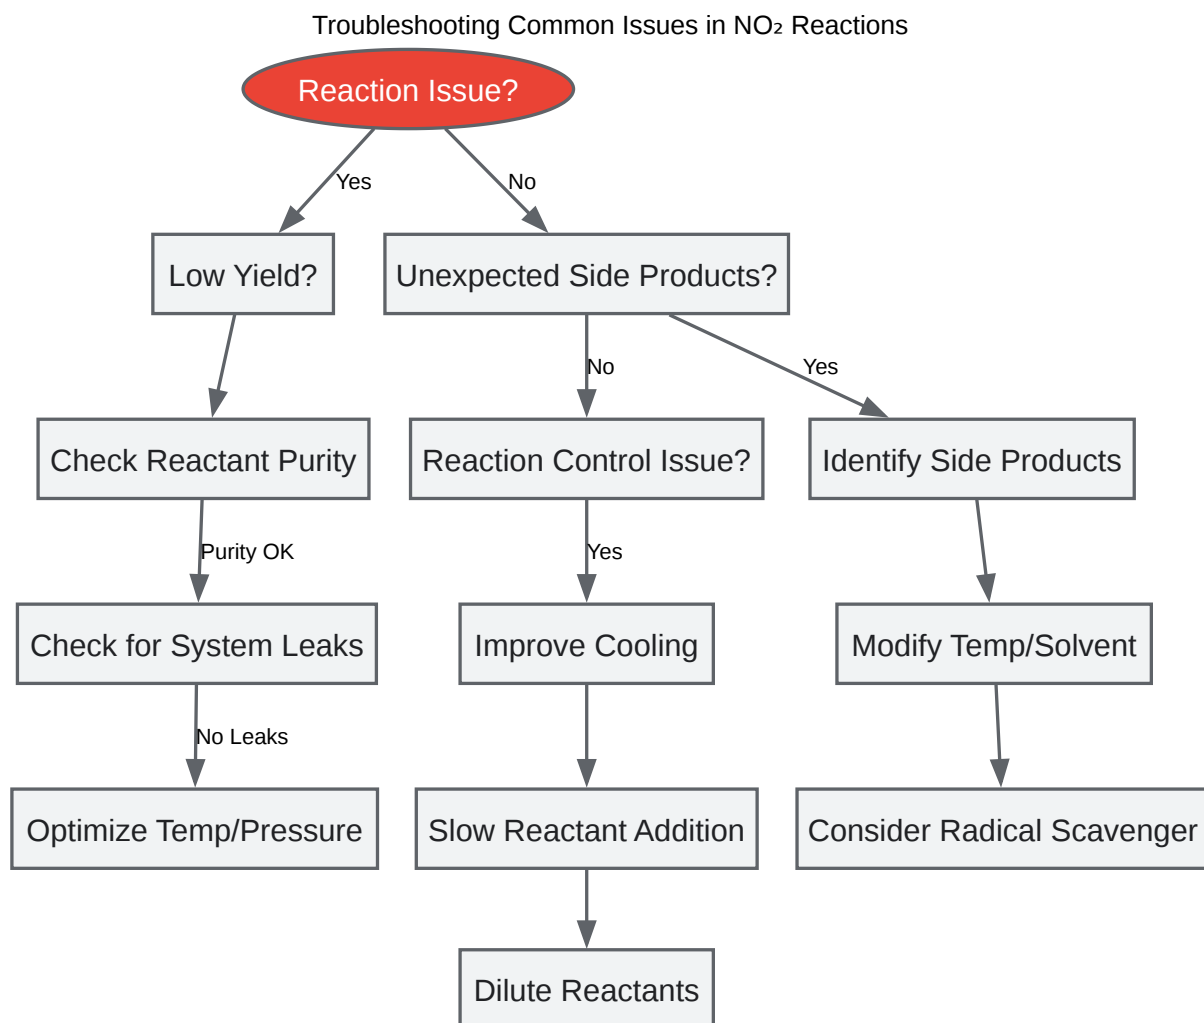 Troubleshooting Common Issues in NO₂ Reactions
Reaction Issue?
Yes
No
Low Yield?
Unexpected Side Products?
No
Yes
Check Reactant Purity
Reaction Control Issue?
Identify Side Products
Purity OK
Yes
Check for System Leaks
Improve Cooling
Modify Temp/Solvent
No Leaks
Optimize Temp/Pressure
Slow Reactant Addition
Consider Radical Scavenger
Dilute Reactants